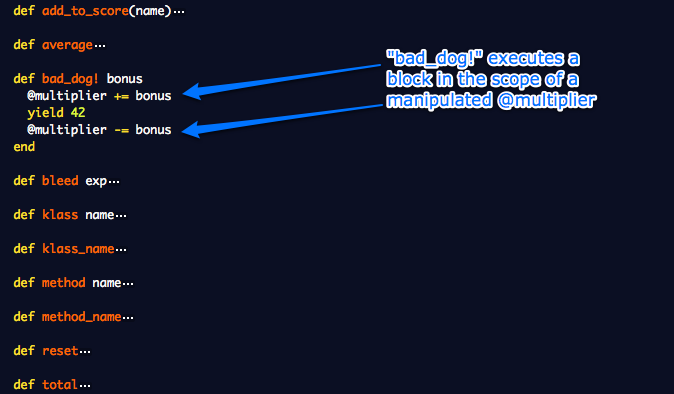 def add_to_score(name)...
def average...
def bad_dog! bonus
@multiplier += bonus
yield 42
@multiplier -= bonus
end
def bleed exp...
def klass name...
def klass_name...
def method name...
def method_name...
def reset...
def total...
"bad_dog!" executes a
block in the scope of a
manipulated @multiplier